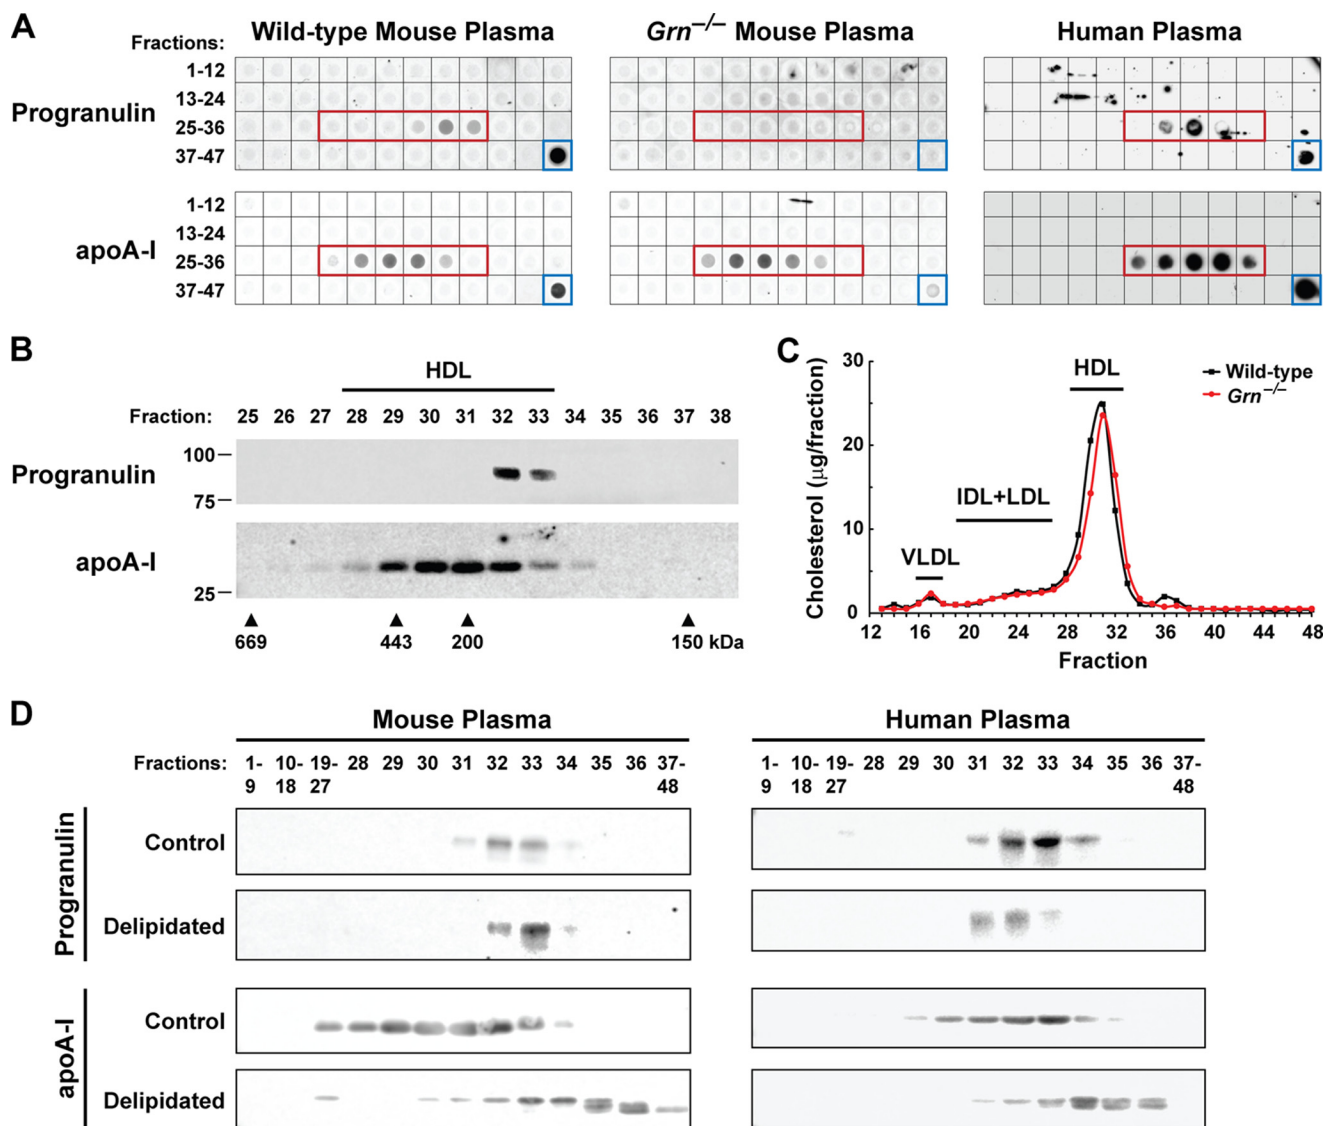 A
Wild-type Mouse Plasma
Grn–/– Mouse Plasma
Human Plasma
Fractions:
1-12
13-24
25-36
37-47
Progranulin
1-12
13-24
25-36
37-47
apoA-I
B
HDL
Fraction: 25 26 27 28 29 30 31 32 33 34 35 36 37 38
Progranulin
100
75
apoA-I
25
669 443 200 150 kDa
C
Cholesterol (μg/fraction)
30
20
10
0
12 16 20 24 28 32 36 40 44 48
Fraction
VLDL
IDL+LDL
HDL
Wild-type
Grn–/–
D
Mouse Plasma
Human Plasma
Fractions: 1-9 10-18 19-27 28 29 30 31 32 33 34 35 36 37-48
1-9 10-18 19-27 28 29 30 31 32 33 34 35 36 37-48
Progranulin
Control
Delipidated
apoA-I
Control
Delipidated